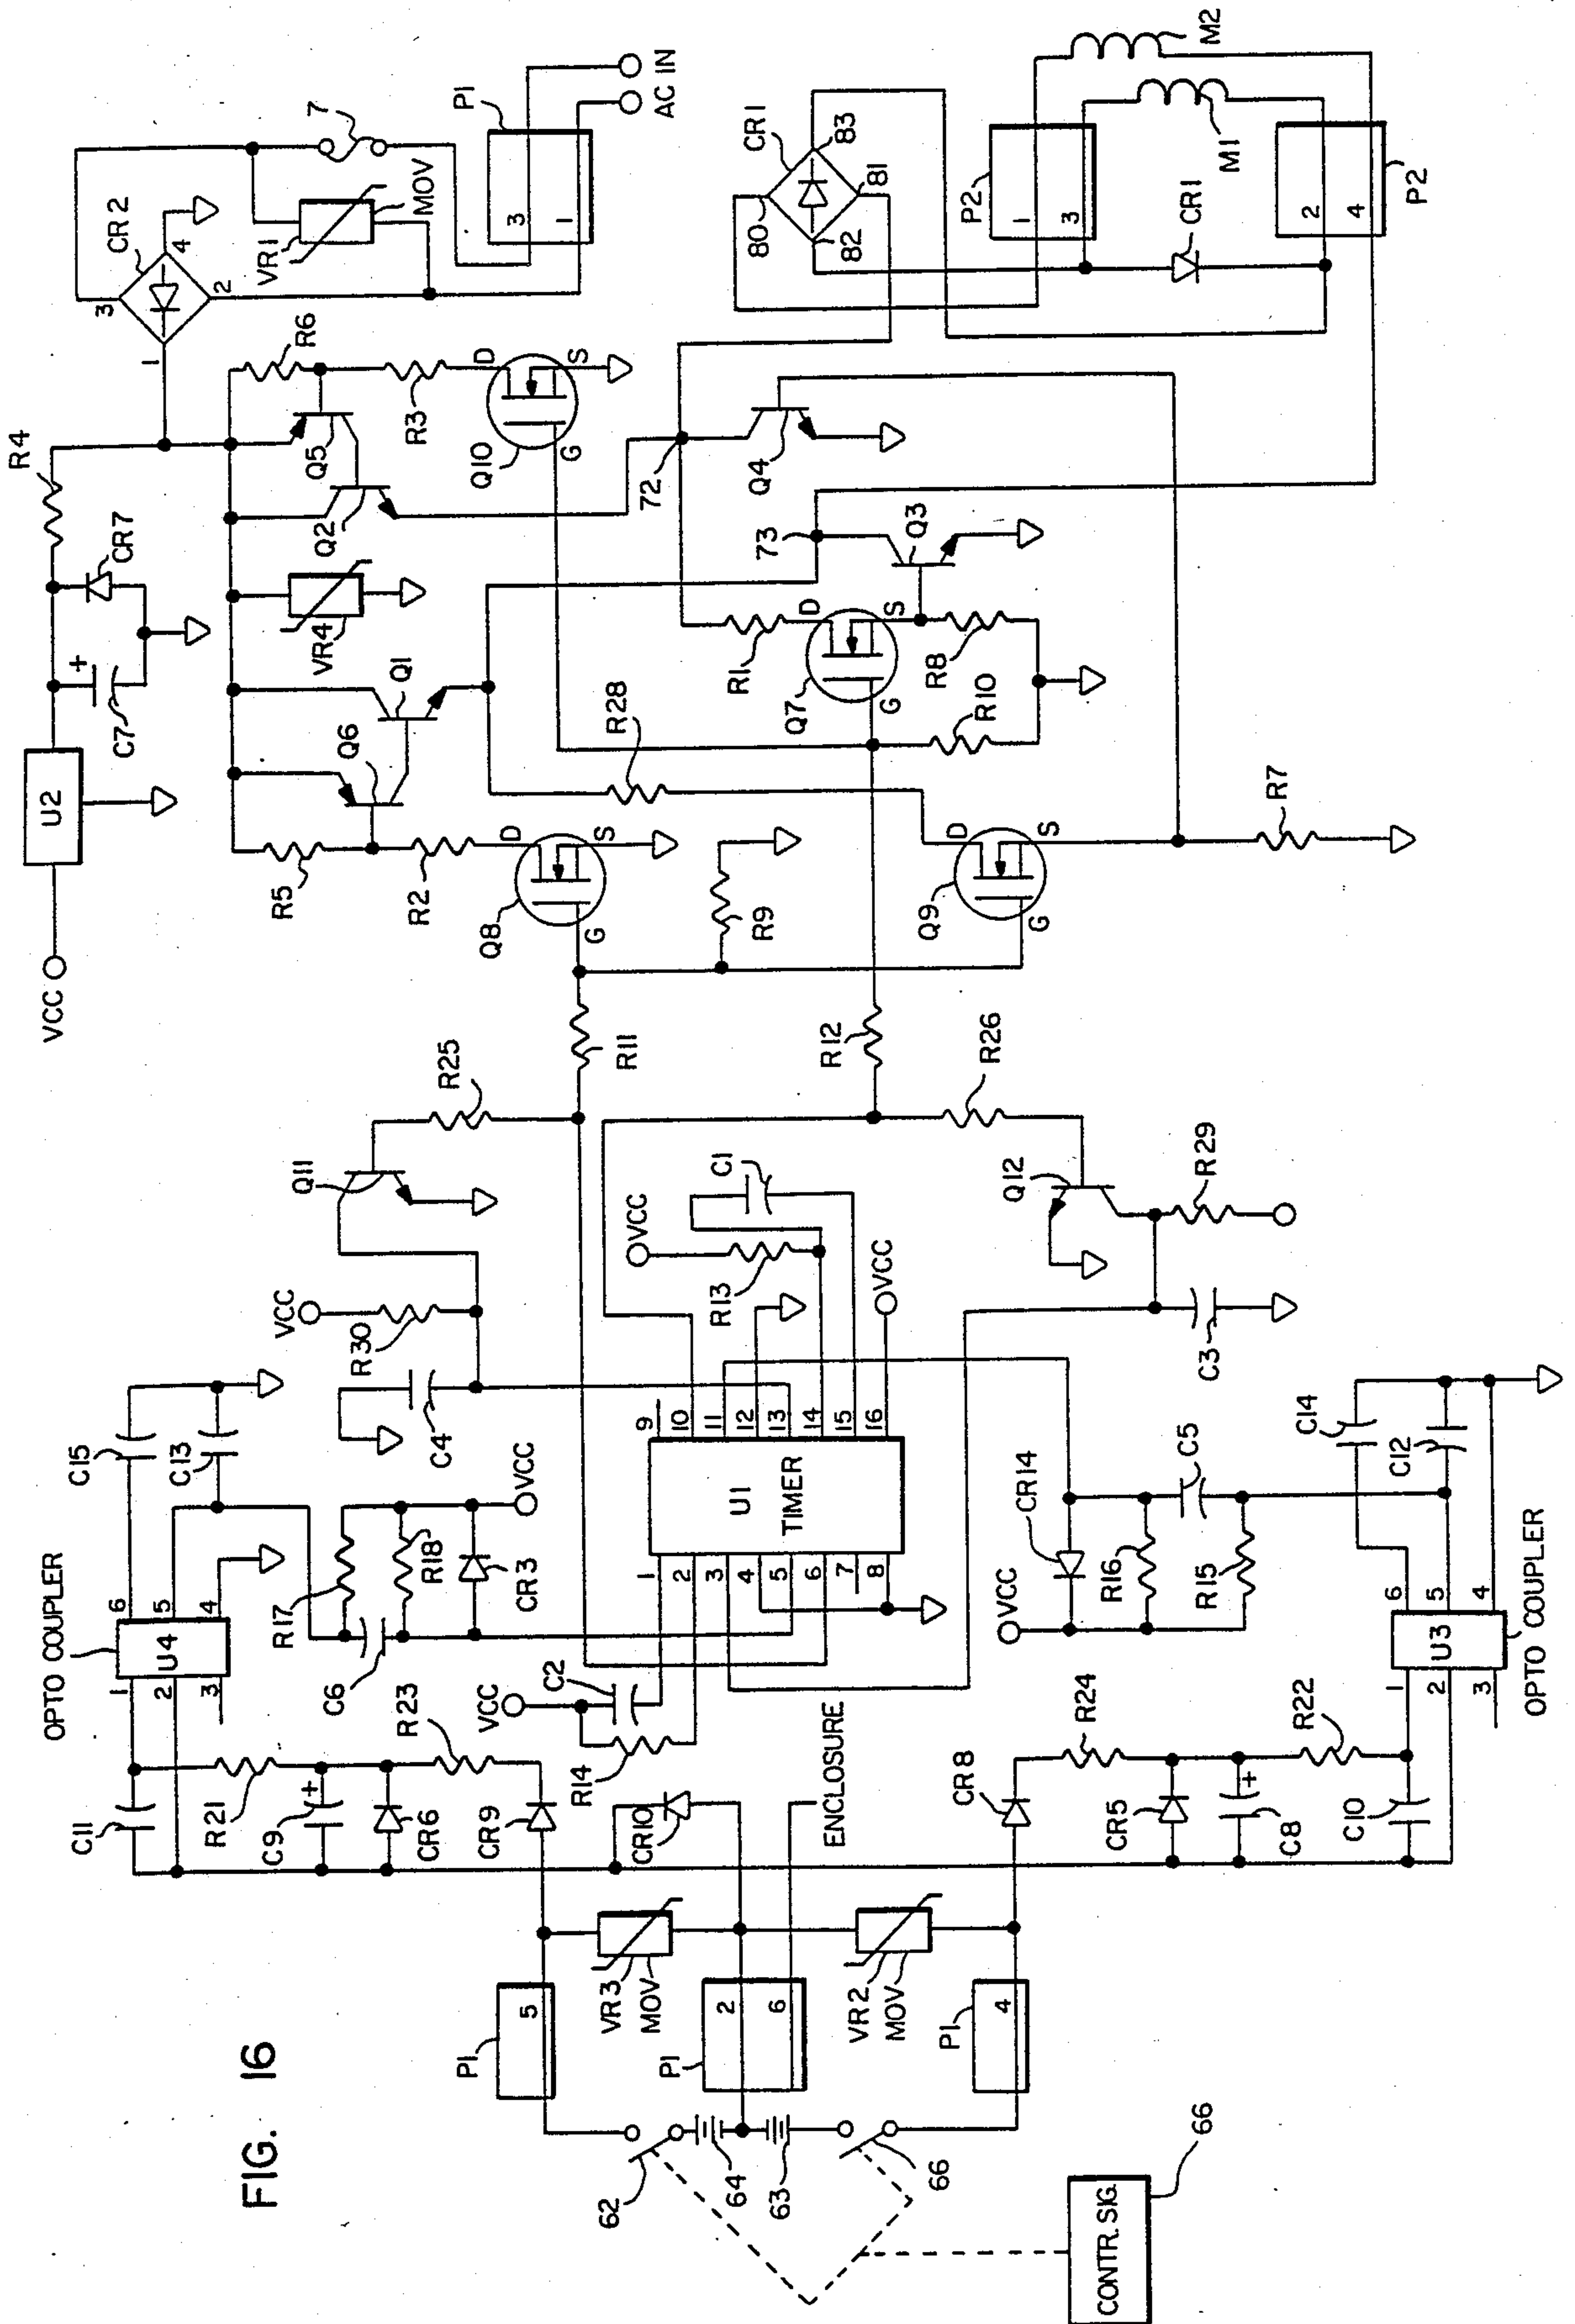 FIG. 16
VCC
U2
C7
+
CR7
R4
CR2
3
4
1
2
VR1
MOV
7
P1
3
1
AC IN
R5
Q6
Q1
VR4
Q2
Q5
R6
R2
R3
Q8
D
S
G
Q10
D
S
G
R9
R28
72
73
Q4
Q3
R1
Q7
D
S
G
R8
R10
Q9
D
S
G
R7
80
CR1
83
82
81
P2
1
3
M2
M1
CR1
2
4
P2
OPTO COUPLER
U4
1
2
3
6
5
4
C15
C13
VCC
R30
C4
Q11
R25
R11
R12
R26
Q12
R29
C3
R17
R18
CR3
C6
VCC
U1
TIMER
1
2
3
4
5
6
7
8
9
10
11
12
13
14
15
16
VCC
R13
C1
VCC
VCC
C2
R14
C11
R21
C9
+
CR6
R23
CR9
CR10
ENCLOSURE
CR8
R24
CR5
+
C8
R22
C10
VCC
CR14
R16
R15
C5
C14
C12
U3
1
2
3
6
5
4
OPTO COUPLER
P1
5
VR3
MOV
P1
2
6
VR2
MOV
P1
4
62
64
63
66
CONTR. SIG.
66